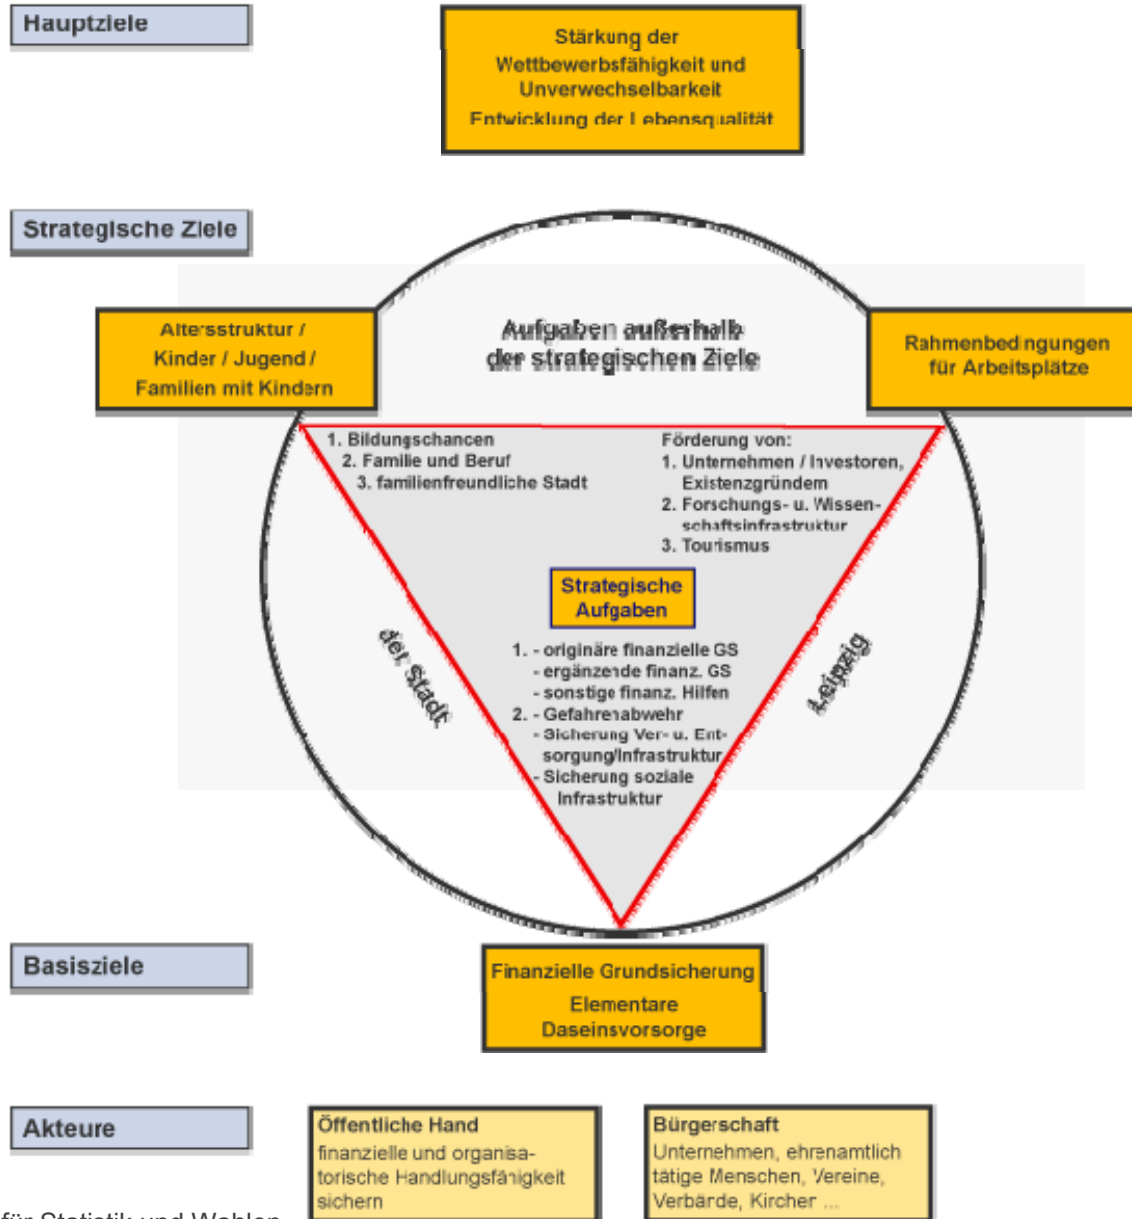 Hauptziele
Stärkung der
Wettbewerbsfähigkeit und
Unverwechselbarkeit
Entwicklung der Lebensqualität
Strategische Ziele
Altersstruktur /
Kinder / Jugend /
Familien mit Kindern
Aufgaben außerhalb
der strategischen Ziele
Rahmenbedingungen
für Arbeitsplätze
1. Bildungschancen
2. Familie und Beruf
3. familienfreundliche Stadt
Förderung von:
1. Unternehmen / Investoren,
Existenzgründern
2. Forschungs- u. Wissen-
schaftsinfrastruktur
3. Tourismus
Strategische
Aufgaben
der Stadt
Leipzig
1. - originäre finanzielle GS
- ergänzende finanz. GS
- sonstige finanz. Hilfen
2. - Gefahrenabwehr
- Sicherung Ver- u. Ent-
sorgung/Infrastruktur
- Sicherung soziale
Infrastruktur
Basisziele
Finanzielle Grundsicherung
Elementare
Daseinsvorsorge
Akteure
Öffentliche Hand
finanzielle und organisa-
torische Handlungsfähigkeit
sichern
Bürgerschaft
Unternehmen, ehrenamtlich
tätige Menschen, Vereine,
Verbände, Kirchen ...
für Statistik und Wahlen